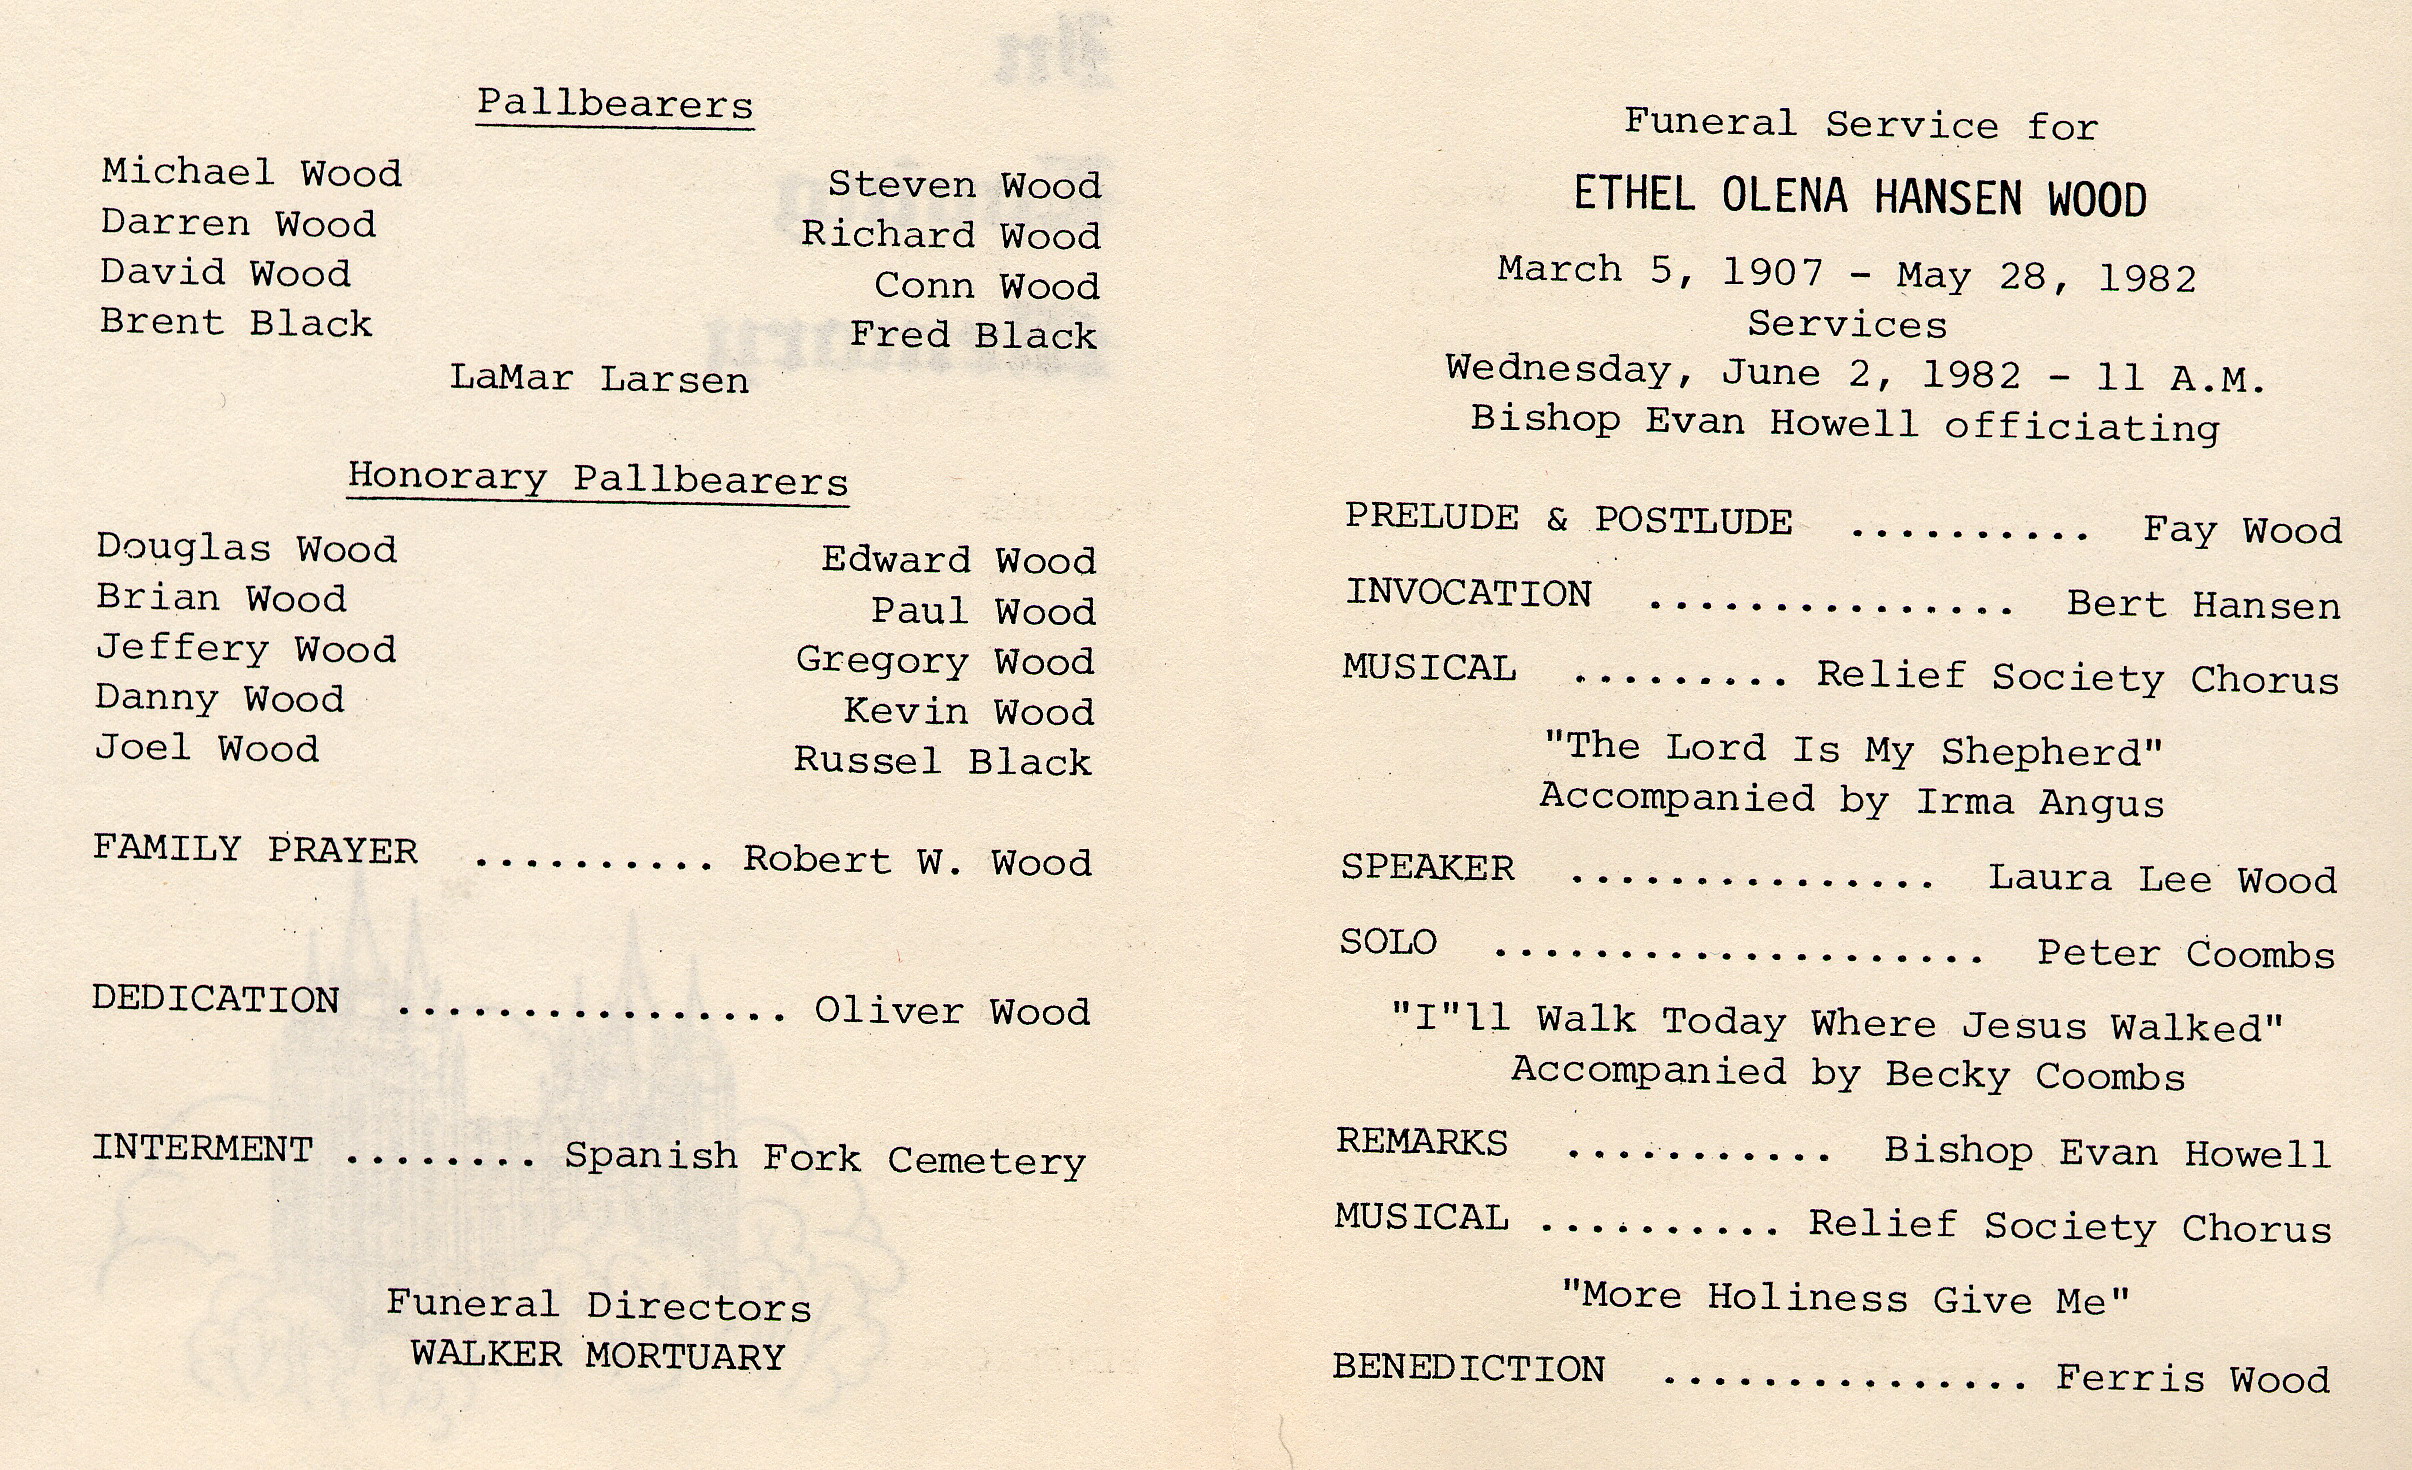 Pallbearers
Michael Wood Steven Wood
Darren Wood Richard Wood
David Wood Conn Wood
Brent Black Fred Black
LaMar Larsen
Honorary Pallbearers
Douglas Wood Edward Wood
Brian Wood Paul Wood
Jeffery Wood Gregory Wood
Danny Wood Kevin Wood
Joel Wood Russel Black
FAMILY PRAYER .......... Robert W. Wood
DEDICATION ................ Oliver Wood
INTERMENT ........ Spanish Fork Cemetery
Funeral Directors
WALKER MORTUARY
Funeral Service for
ETHEL OLENA HANSEN WOOD
March 5, 1907 - May 28, 1982
Services
Wednesday, June 2, 1982 - 11 A.M.
Bishop Evan Howell officiating
PRELUDE & POSTLUDE .......... Fay Wood
INVOCATION ............... Bert Hansen
MUSICAL ......... Relief Society Chorus
"The Lord Is My Shepherd"
Accompanied by Irma Angus
SPEAKER ............... Laura Lee Wood
SOLO .................... Peter Coombs
"I"ll Walk Today Where Jesus Walked"
Accompanied by Becky Coombs
REMARKS ........... Bishop Evan Howell
MUSICAL .......... Relief Society Chorus
"More Holiness Give Me"
BENEDICTION ............... Ferris Wood